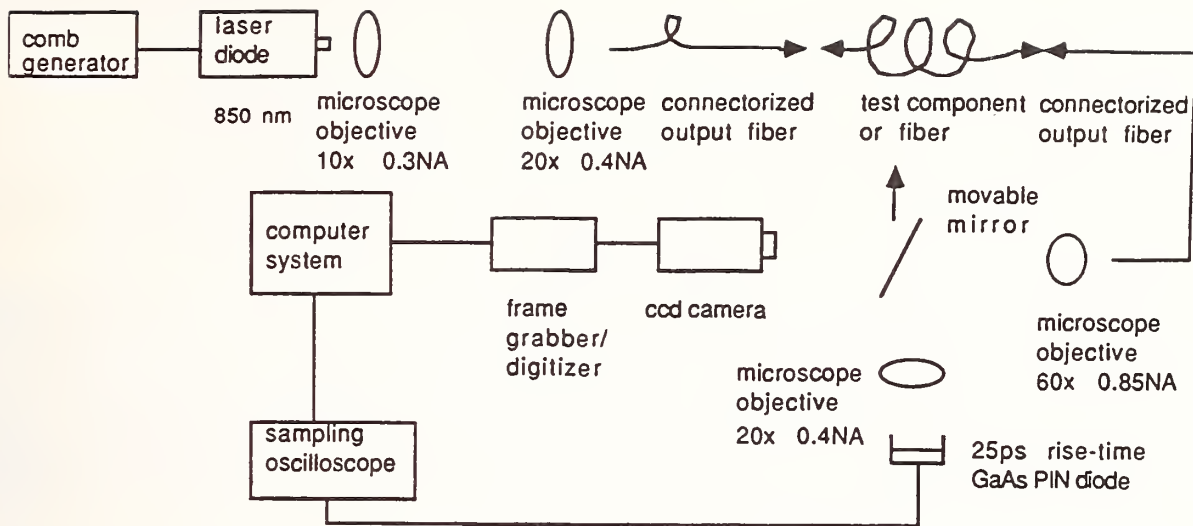 comb
generator
laser
diode
850 nm
microscope
objective
10x 0.3NA
microscope
objective
20x 0.4NA
connectorized
output fiber
test component
or fiber
connectorized
output fiber
computer
system
frame
grabber/
digitizer
ccd camera
movable
mirror
microscope
objective
60x 0.85NA
microscope
objective
20x 0.4NA
sampling
oscilloscope
25ps rise-time
GaAs PIN diode